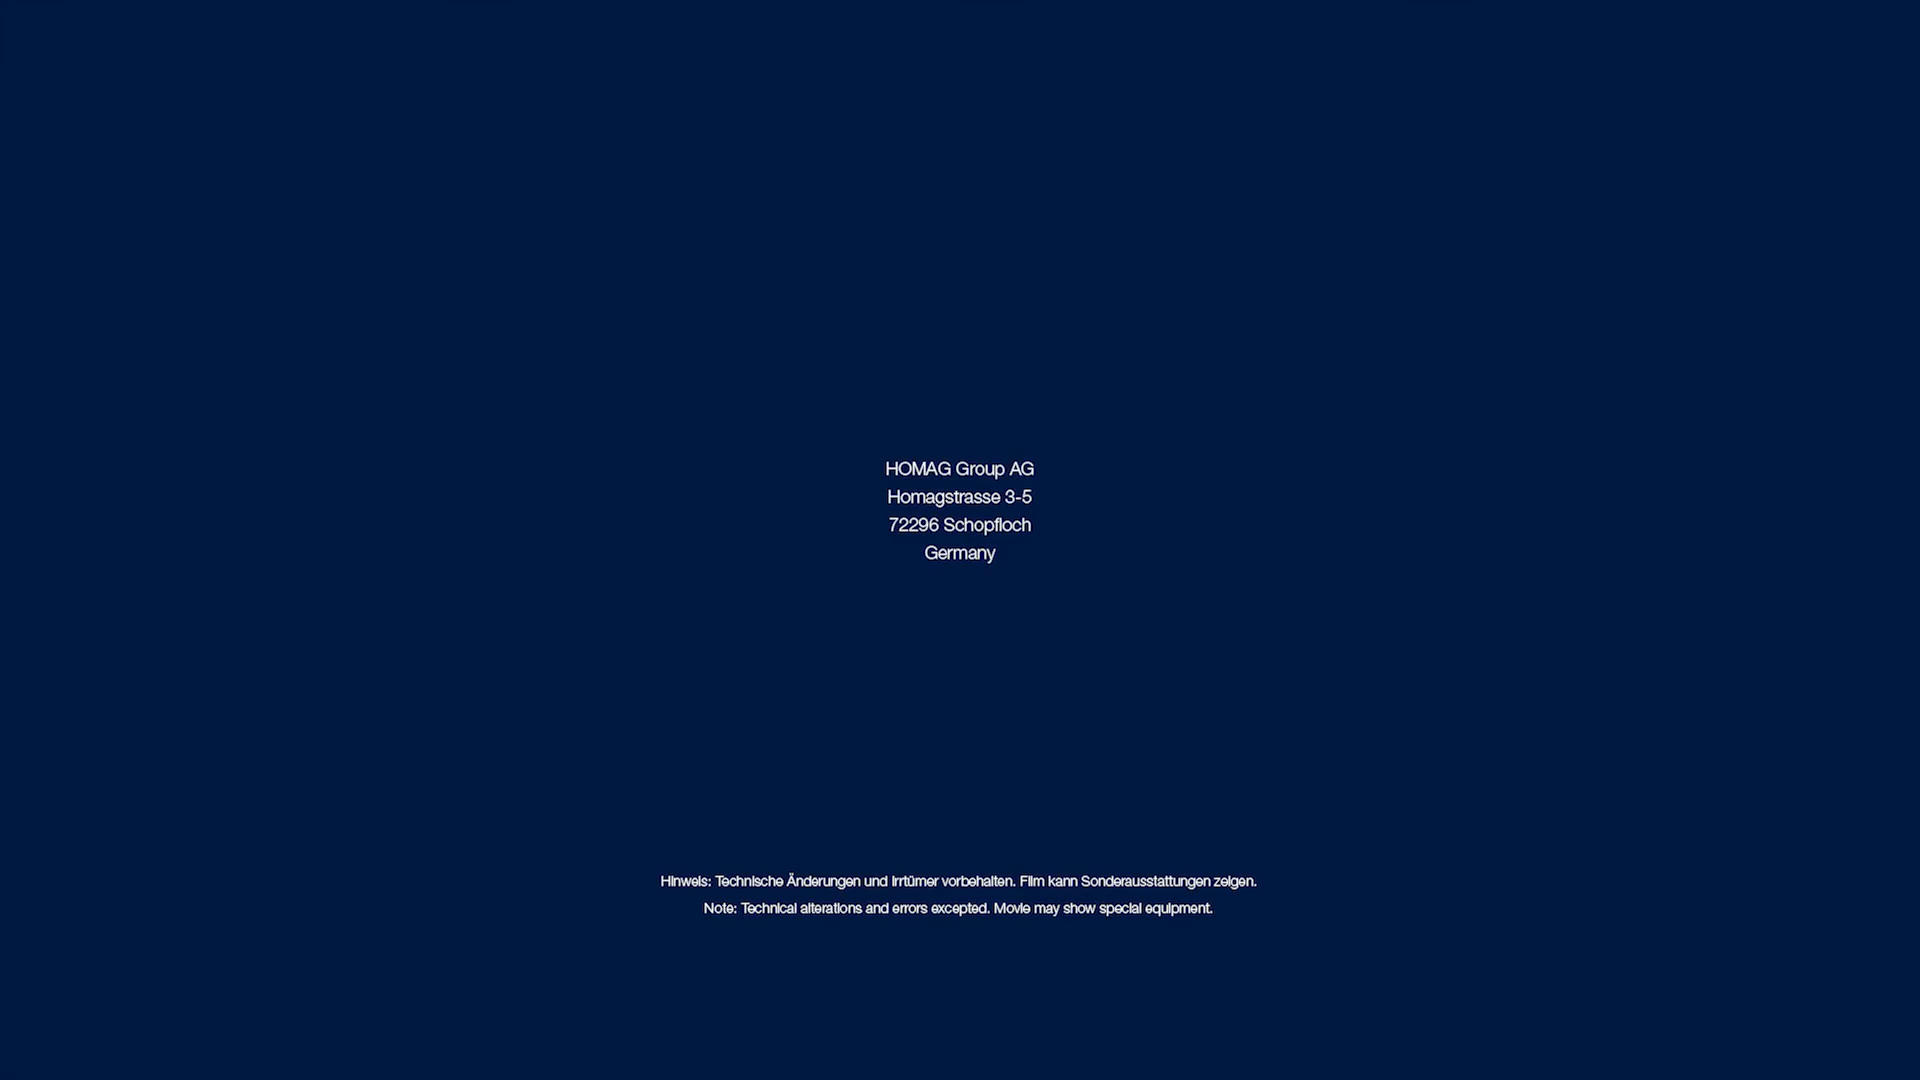 HOMAG Group AG
Homagstrasse 3-5
72296 Schopfloch
Germany
Hinweis: Technische Änderungen und Irrtümer vorbehalten. Film kann Sonderausstattungen zeigen.
Note: Technical alterations and errors excepted. Movie may show special equipment.